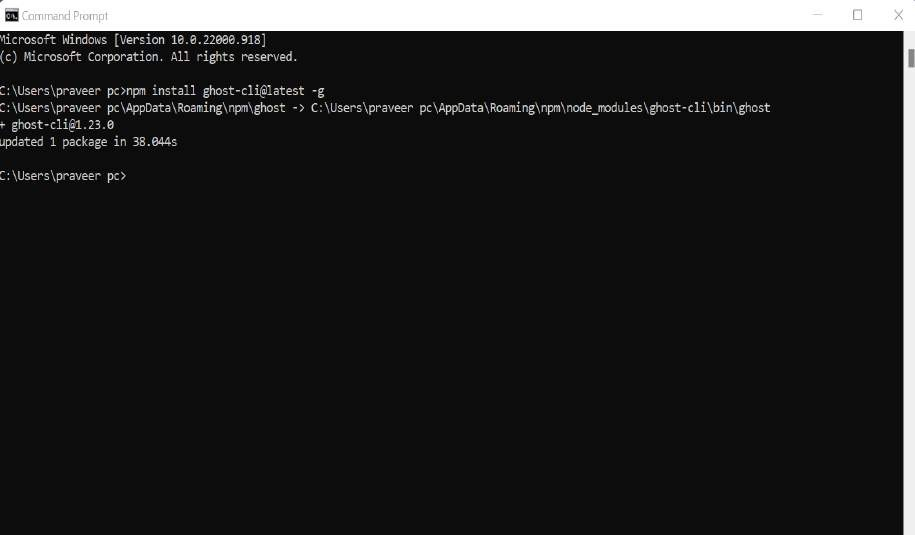 Command Prompt
Microsoft Windows [Version 10.0.22000.918]
(c) Microsoft Corporation. All rights reserved.
C:\Users\praveer pc>npm install ghost-cli@latest -g
C:\Users\praveer pc\AppData\Roaming\npm\ghost -> C:\Users\praveer pc\AppData\Roaming\npm\node_modules\ghost-cli\bin\ghost
+ ghost-cli@1.23.0
updated 1 package in 38.044s
C:\Users\praveer pc>